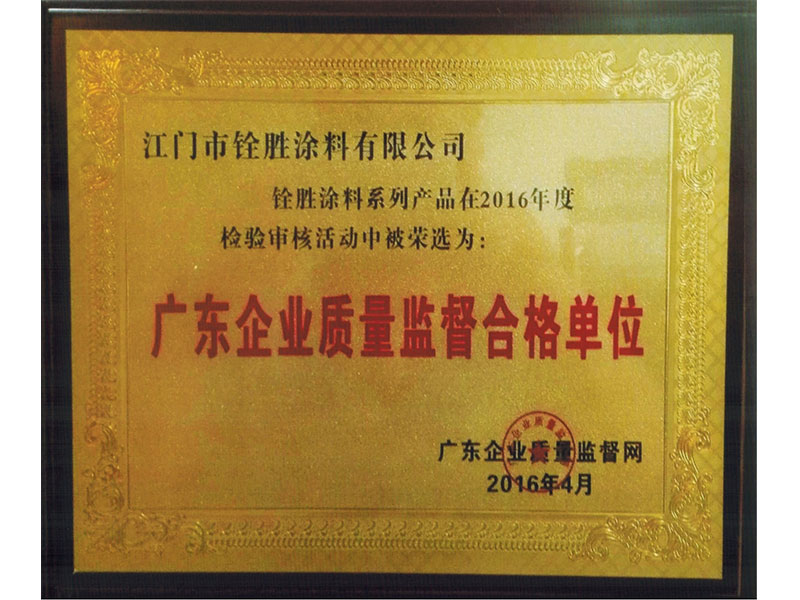 江门市铨胜涂料有限公司
铨胜涂料系列产品在2016年度
检验审核活动中被荣选为：
广东企业质量监督合格单位
广东企业质量监督网
2016年4月